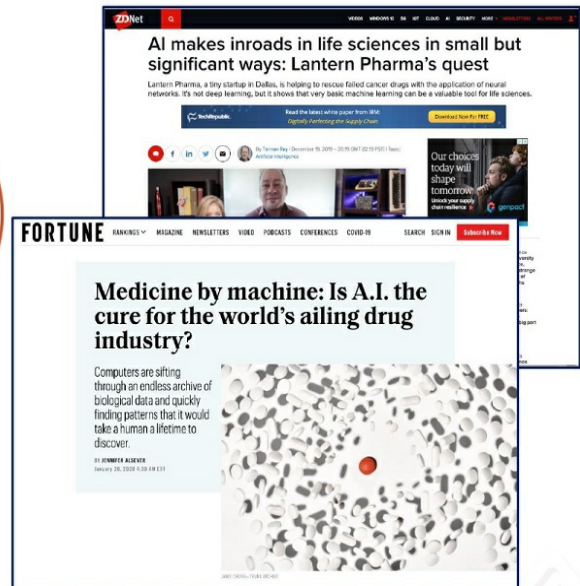 ZDNet
VIDEOS WINDOWS 10 5G IOT CLOUD AI SECURITY MORE NEWSLETTERS ALL WRITERS
AI makes inroads in life sciences in small but
significant ways: Lantern Pharma's quest
Lantern Pharma, a tiny startup in Dallas, is helping to rescue failed cancer drugs with the application of neural
networks. It's not deep learning, but it shows that very basic machine learning can be a valuable tool for life sciences.
TechRepublic.
Read the latest white paper from IBM:
Digitally Perfecting the Supply Chain
Download Now for FREE
Artificial Intelligence
Our choices
today will
shape
tomorrow
Unlock your supply
chain resilience
genpact
FORTUNE
RANKINGS MAGAZINE NEWSLETTERS VIDEO PODCASTS CONFERENCES COVID-19 SEARCH SIGN IN Subscribe Now
Medicine by machine: Is A.I. the
cure for the world's ailing drug
industry?
Computers are sifting
through an endless archive of
biological data and quickly
finding patterns that it would
take a human a lifetime to
discover.
BY JENNIFER ALSEVER